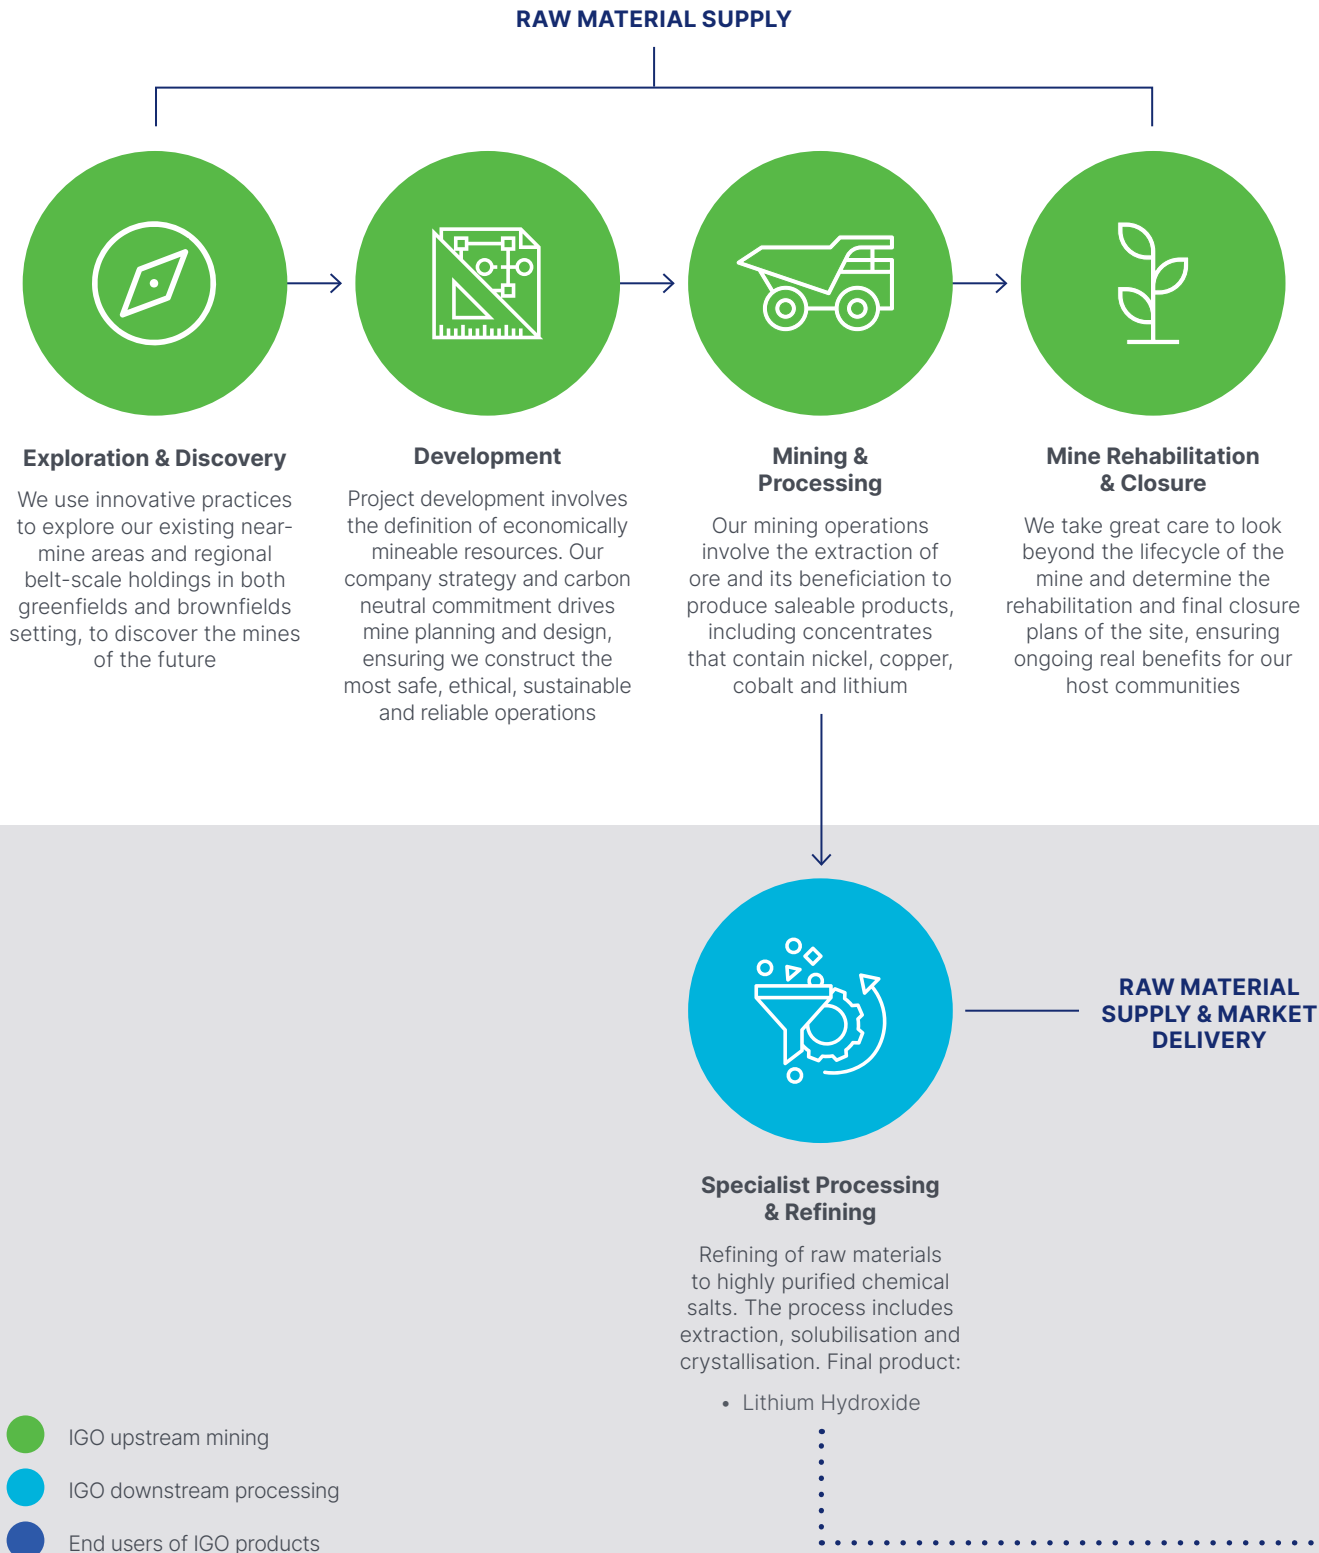 RAW MATERIAL SUPPLY
Exploration & Discovery
We use innovative practices
to explore our existing near-
mine areas and regional
belt-scale holdings in both
greenfields and brownfields
setting, to discover the mines
of the future
Development
Project development involves
the definition of economically
mineable resources. Our
company strategy and carbon
neutral commitment drives
mine planning and design,
ensuring we construct the
most safe, ethical, sustainable
and reliable operations
Mining &
Processing
Our mining operations
involve the extraction of
ore and its beneficiation to
produce saleable products,
including concentrates
that contain nickel, copper,
cobalt and lithium
Mine Rehabilitation
& Closure
We take great care to look
beyond the lifecycle of the
mine and determine the
rehabilitation and final closure
plans of the site, ensuring
ongoing real benefits for our
host communities
RAW MATERIAL
SUPPLY & MARKET
DELIVERY
Specialist Processing
& Refining
Refining of raw materials
to highly purified chemical
salts. The process includes
extraction, solubilisation and
crystallisation. Final product:
• Lithium Hydroxide
IGO upstream mining
IGO downstream processing
End users of IGO products